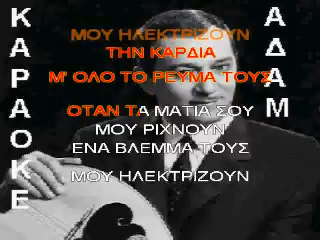 ΚΑΡΑΟΚΕ
ΜΟΥ ΗΛΕΚΤΡΙΖΟΥΝ
ΤΗΝ ΚΑΡΔΙΑ
Μ' ΟΛΟ ΤΟ ΡΕΥΜΑ ΤΟΥΣ
ΟΤΑΝ ΤΑ ΜΑΤΙΑ ΣΟΥ
ΜΟΥ ΡΙΧΝΟΥΝ
ΕΝΑ ΒΛΕΜΜΑ ΤΟΥΣ
ΜΟΥ ΗΛΕΚΤΡΙΖΟΥΝ
ΑΔΑΜ